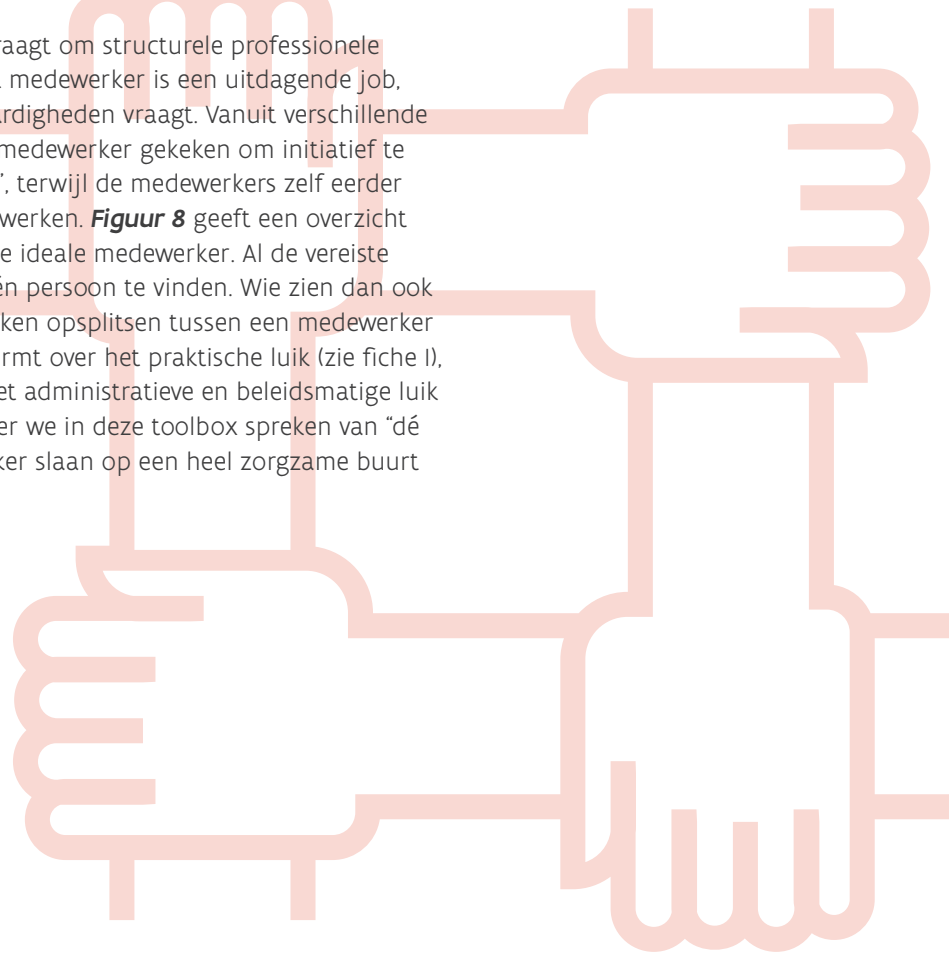 raagt om structurele professionele
medewerker is een uitdagende job,
ardigheden vraagt. Vanuit verschillende
medewerker gekeken om initiatief te
”, terwijl de medewerkers zelf eerder
werken. Figuur 8 geeft een overzicht
e ideale medewerker. Al de vereiste
én persoon te vinden. Wie zien dan ook
ken opsplitsen tussen een medewerker
rmt over het praktische luik (zie fiche I),
et administratieve en beleidsmatige luik
er we in deze toolbox spreken van “dé
ker slaan op een heel zorgzame buurt